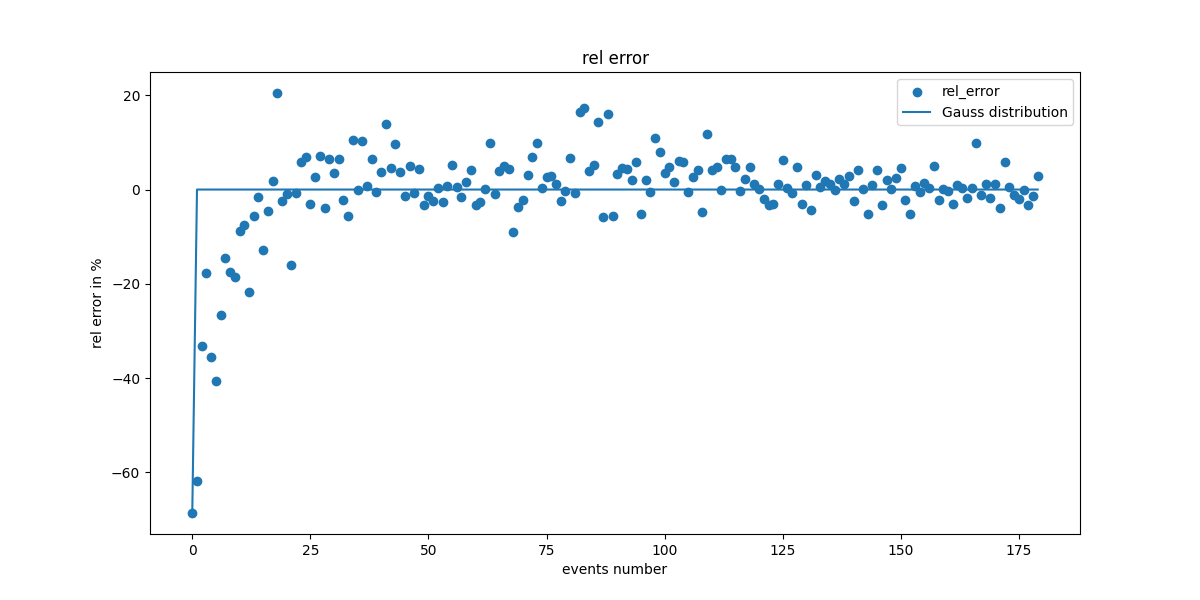 rel error
rel_error
Gauss distribution
20
0
−20
−40
−60
rel error in %
0
25
50
75
100
125
150
175
events number